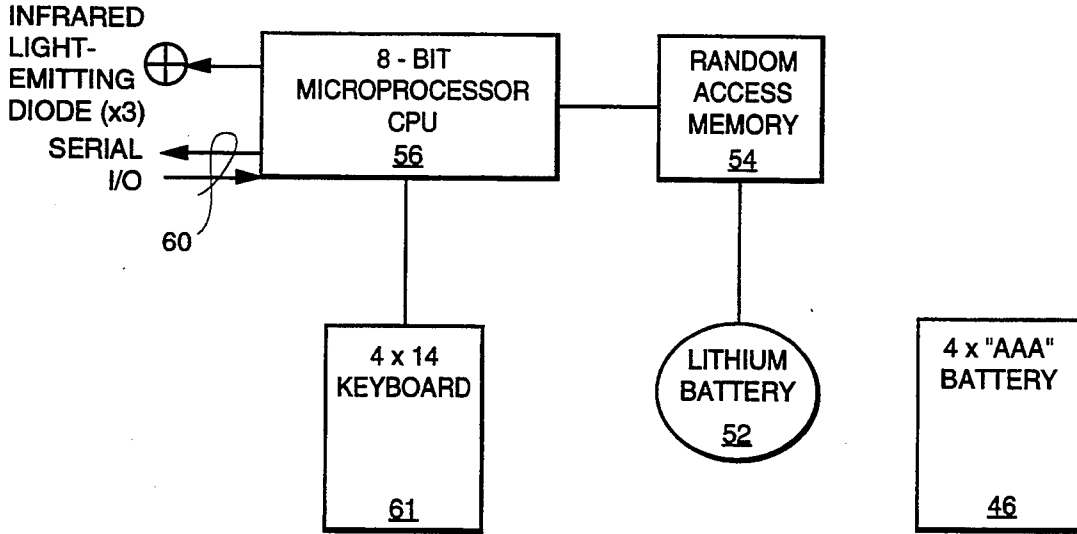 INFRARED
LIGHT-
EMITTING
DIODE (x3)
SERIAL
I/O
60
8 - BIT
MICROPROCESSOR
CPU
56
RANDOM
ACCESS
MEMORY
54
4 x 14
KEYBOARD
61
LITHIUM
BATTERY
52
4 x "AAA"
BATTERY
46